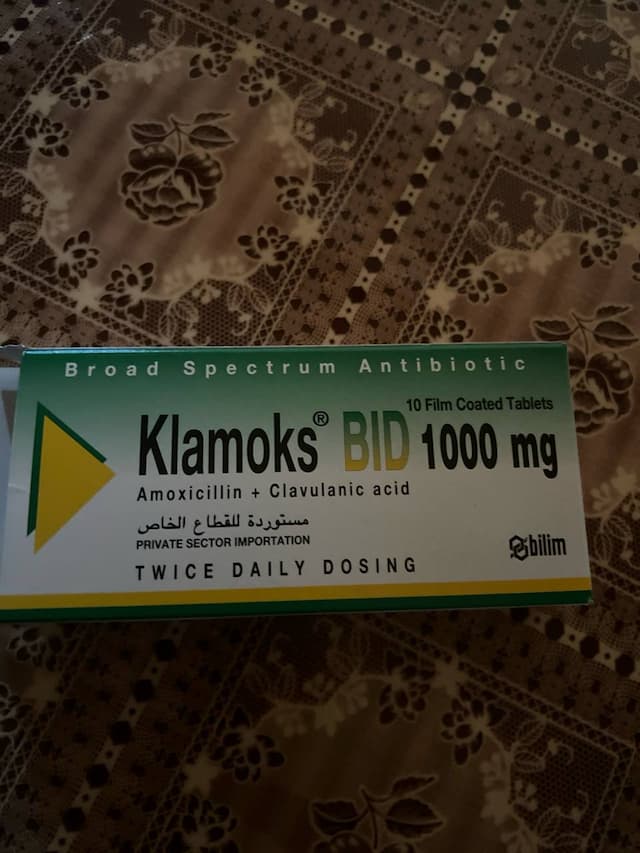 Broad Spectrum Antibiotic
10 Film Coated Tablets
Klamoks® BID 1000 mg
Amoxicillin + Clavulanic acid
مستوردة للقطاع الخاص
PRIVATE SECTOR IMPORTATION
bilim
TWICE DAILY DOSING